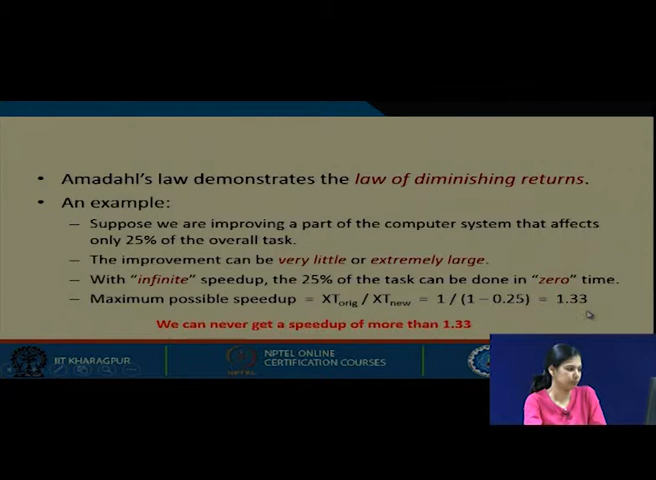 • Amadahl's law demonstrates the law of diminishing returns.
• An example:
– Suppose we are improving a part of the computer system that affects
only 25% of the overall task.
– The improvement can be very little or extremely large.
– With "infinite" speedup, the 25% of the task can be done in "zero" time.
– Maximum possible speedup = XTorig / XTnew = 1 / (1 – 0.25) = 1.33
We can never get a speedup of more than 1.33
IIT KHARAGPUR
NPTEL ONLINE
CERTIFICATION COURSES
NPTEL